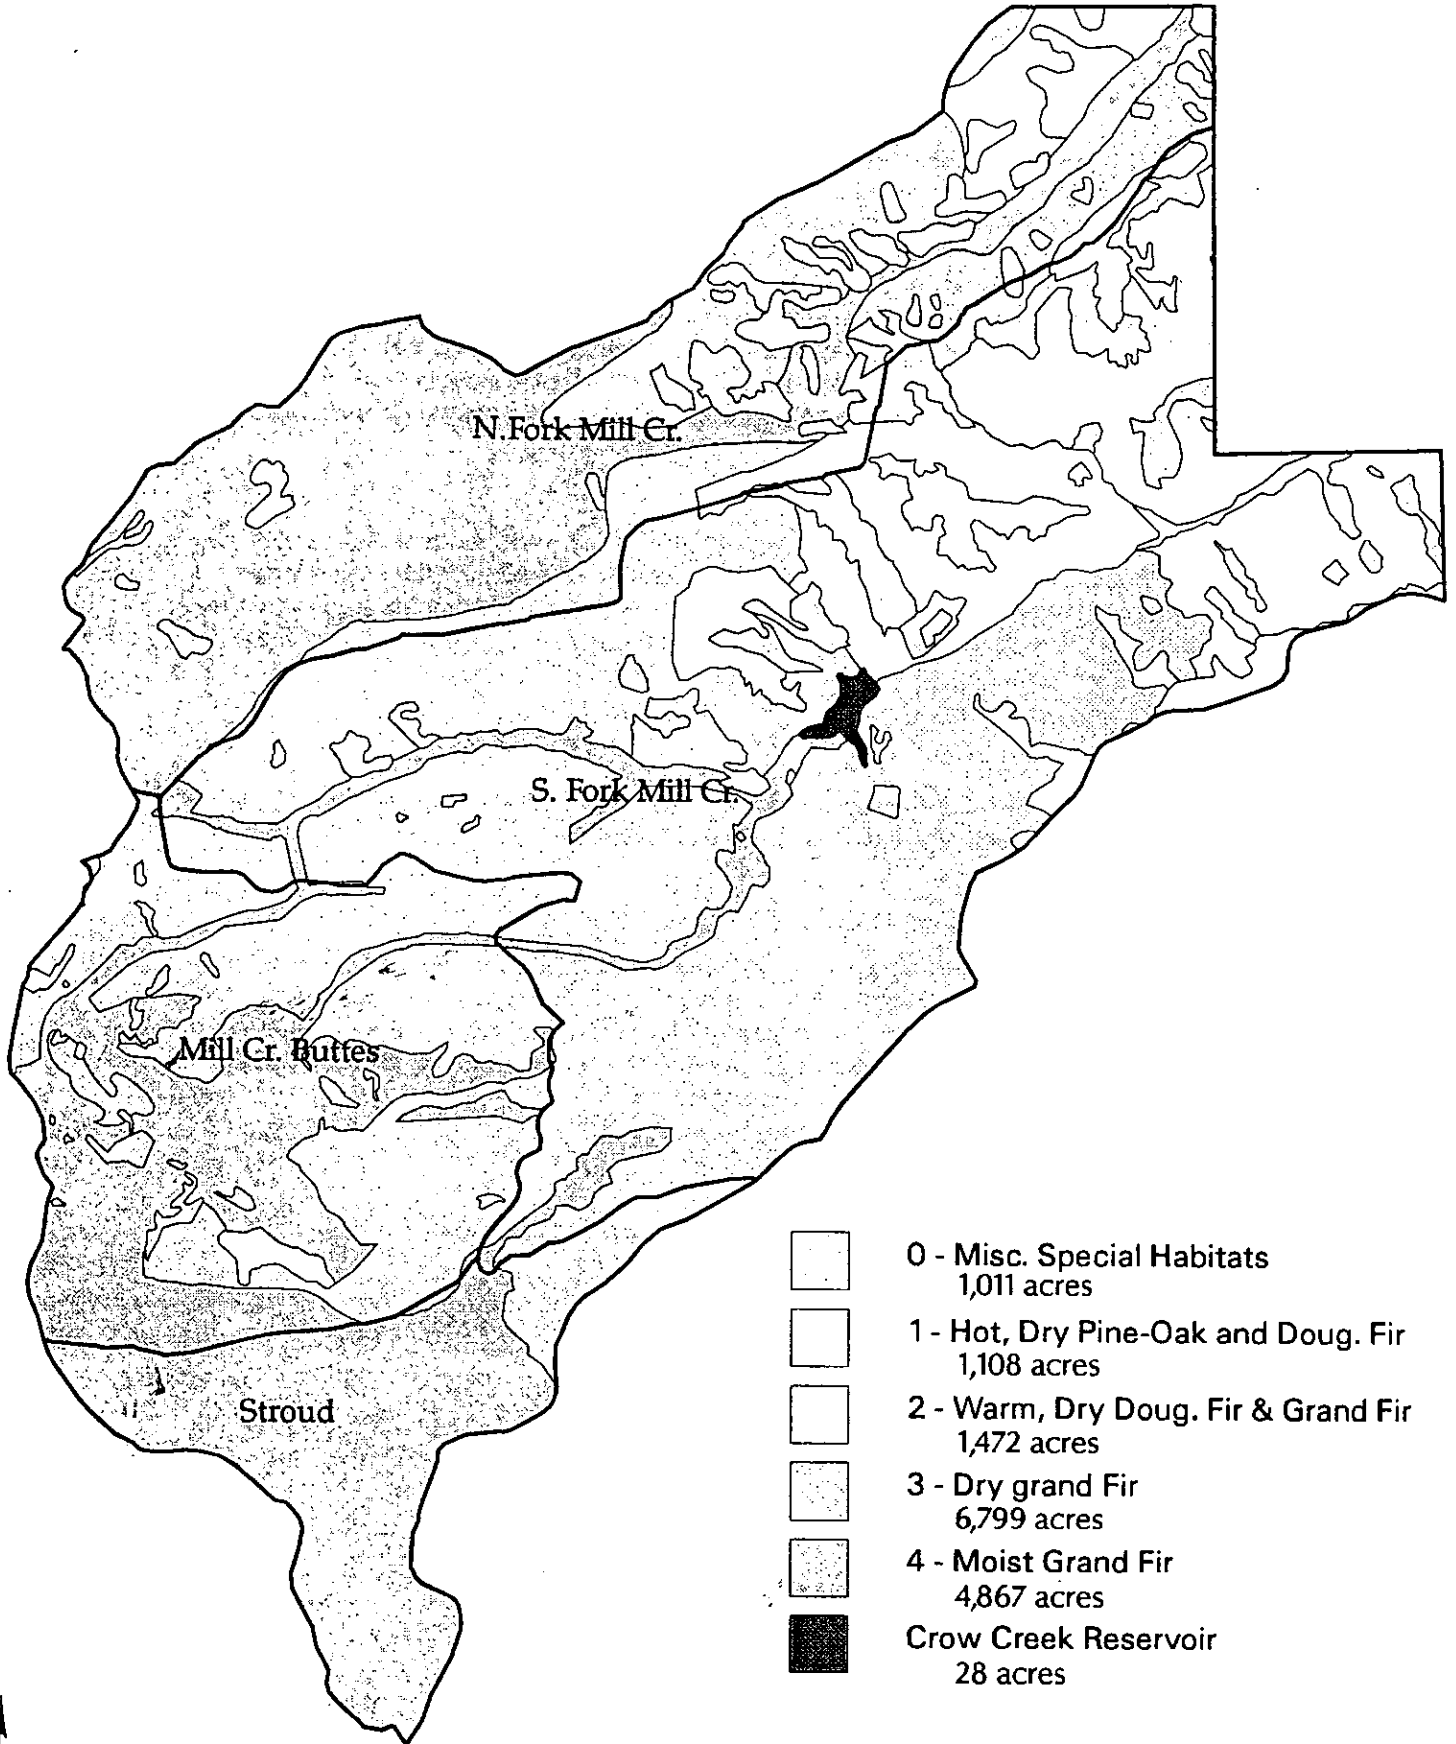 N.Fork Mill Cr.
S. Fork Mill Cr.
Mill Cr. Buttes
Stroud
0 - Misc. Special Habitats
1,011 acres
1 - Hot, Dry Pine-Oak and Doug. Fir
1,108 acres
2 - Warm, Dry Doug. Fir & Grand Fir
1,472 acres
3 - Dry grand Fir
6,799 acres
4 - Moist Grand Fir
4,867 acres
Crow Creek Reservoir
28 acres